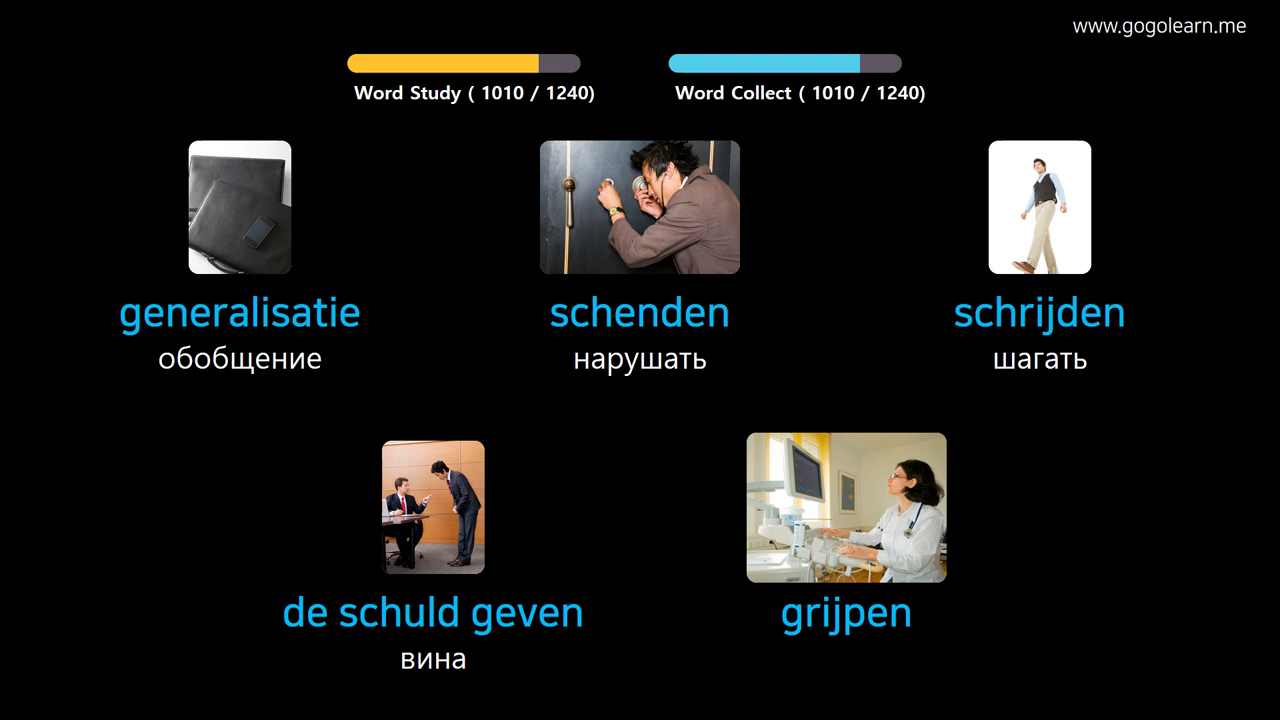 www.gogolearn.me
Word Study ( 1010 / 1240)
Word Collect ( 1010 / 1240)
generalisatie
обобщение
schenden
нарушать
schrijden
шагать
de schuld geven
вина
grijpen